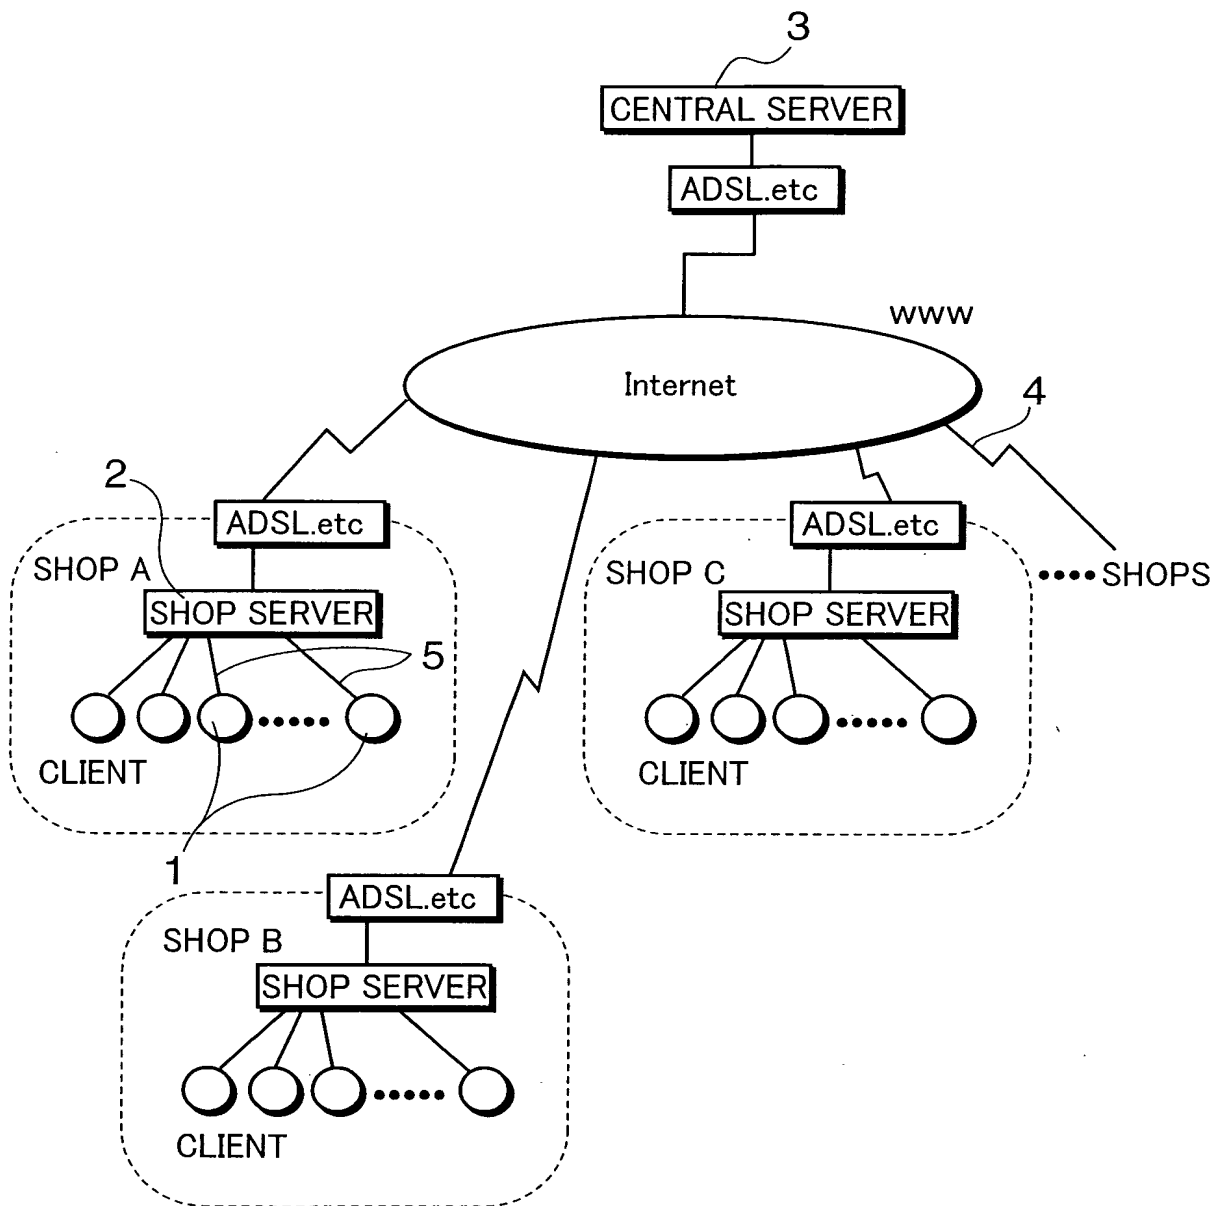 3
CENTRAL SERVER
ADSL.etc
www
Internet
4
2
ADSL.etc
ADSL.etc
SHOP A
SHOP C
••••SHOPS
SHOP SERVER
SHOP SERVER
5
•••••
•••••
CLIENT
CLIENT
1
ADSL.etc
SHOP B
SHOP SERVER
•••••
CLIENT